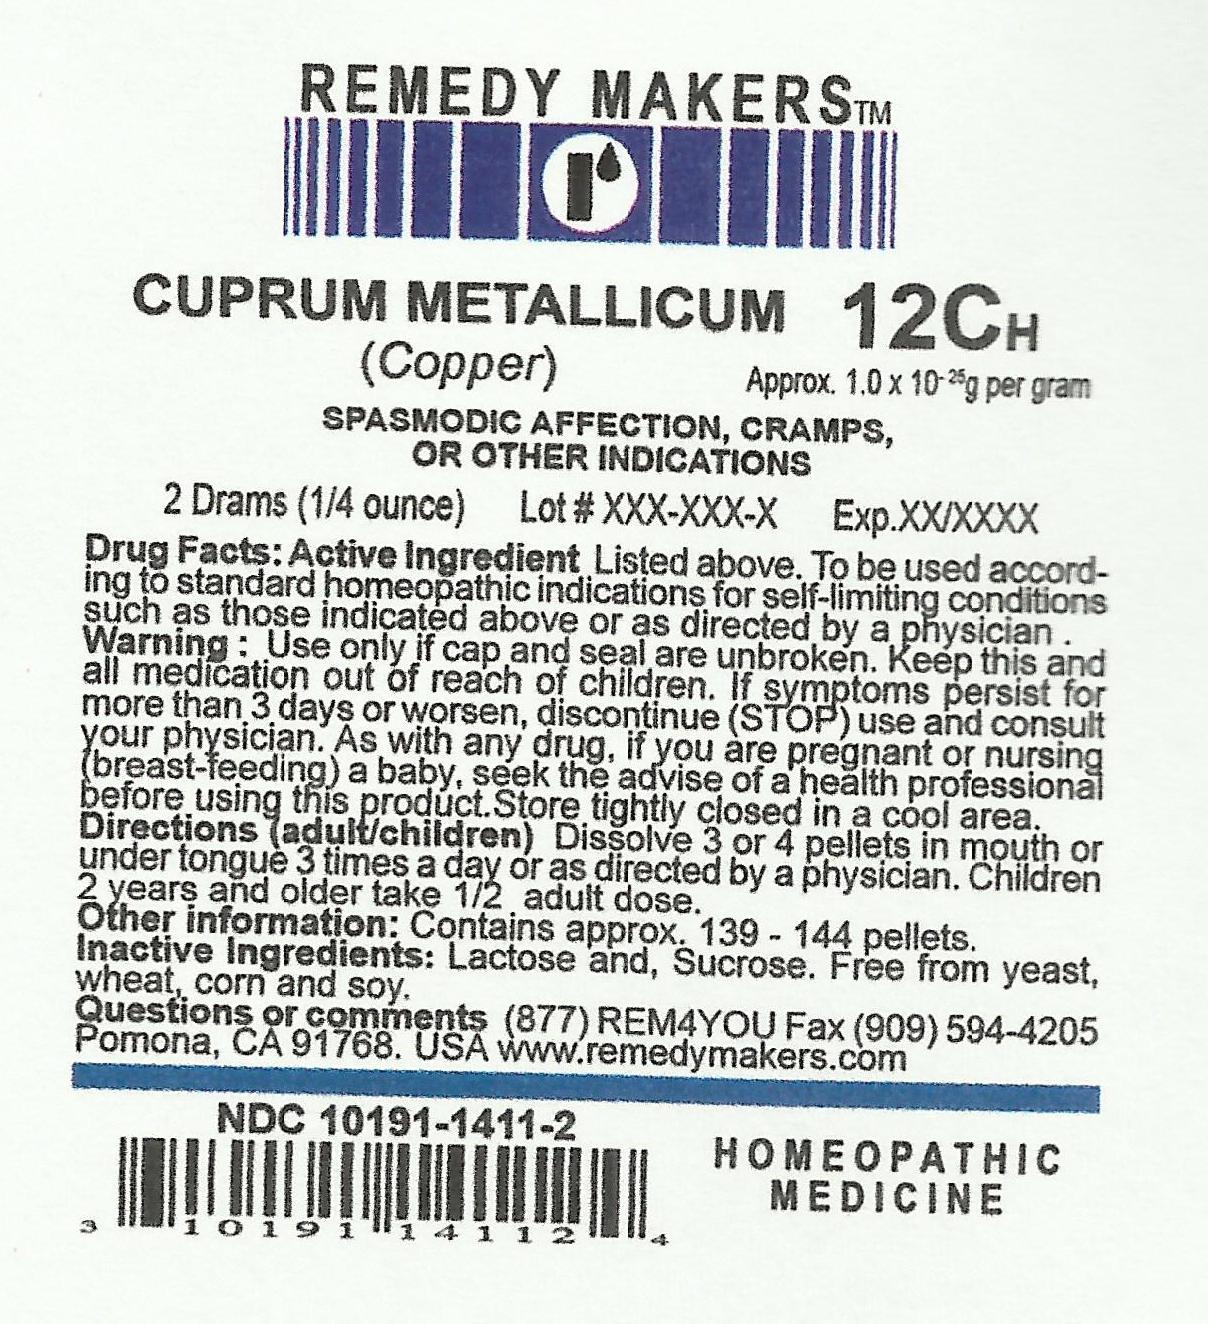 REMEDY MAKERS™
r
CUPRUM METALLICUM 12CH
(Copper)
Approx. 1.0 x 10-25g per gram
SPASMODIC AFFECTION, CRAMPS,
OR OTHER INDICATIONS
2 Drams (1/4 ounce) Lot # XXX-XXX-X Exp.XX/XXXX
Drug Facts: Active Ingredient Listed above. To be used accord-
ing to standard homeopathic indications for self-limiting conditions
such as those indicated above or as directed by a physician .
Warning : Use only if cap and seal are unbroken. Keep this and
all medication out of reach of children. If symptoms persist for
more than 3 days or worsen, discontinue (STOP) use and consult
your physician. As with any drug, if you are pregnant or nursing
(breast-feeding) a baby, seek the advise of a health professional
before using this product.Store tightly closed in a cool area.
Directions (adult/children) Dissolve 3 or 4 pellets in mouth or
under tongue 3 times a day or as directed by a physician. Children
2 years and older take 1/2 adult dose.
Other information: Contains approx. 139 - 144 pellets.
Inactive Ingredients: Lactose and, Sucrose. Free from yeast,
wheat, corn and soy.
Questions or comments (877) REM4YOU Fax (909) 594-4205
Pomona, CA 91768. USA www.remedymakers.com
NDC 10191-1411-2
3 10191 14112 4
HOMEOPATHIC
MEDICINE